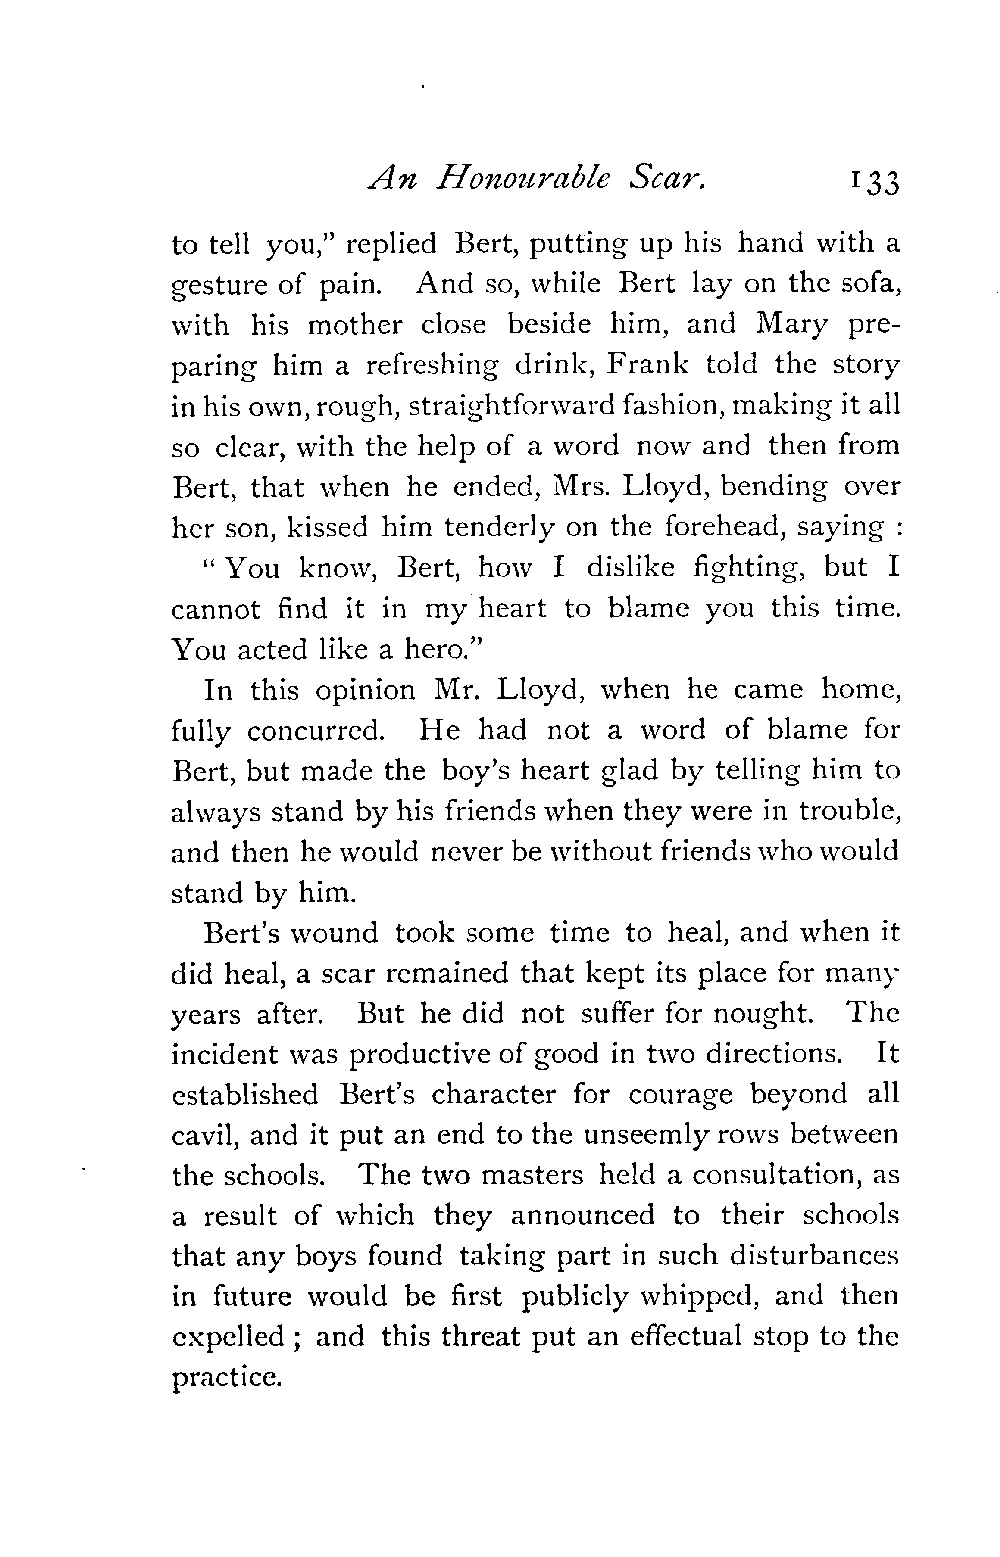 An Honourable Scar. 133
to tell you,” replied Bert, putting up his hand with a
gesture of pain. And so, while Bert lay on the sofa,
with his mother close beside him, and Mary pre-
paring him a refreshing drink, Frank told the story
in his own, rough, straightforward fashion, making it all
so clear, with the help of a word now and then from
Bert, that when he ended, Mrs. Lloyd, bending over
her son, kissed him tenderly on the forehead, saying :
“ You know, Bert, how I dislike fighting, but I
cannot find it in my heart to blame you this time.
You acted like a hero.”
In this opinion Mr. Lloyd, when he came home,
fully concurred. He had not a word of blame for
Bert, but made the boy’s heart glad by telling him to
always stand by his friends when they were in trouble,
and then he would never be without friends who would
stand by him.
Bert’s wound took some time to heal, and when it
did heal, a scar remained that kept its place for many
years after. But he did not suffer for nought. The
incident was productive of good in two directions. It
established Bert’s character for courage beyond all
cavil, and it put an end to the unseemly rows between
the schools. The two masters held a consultation, as
a result of which they announced to their schools
that any boys found taking part in such disturbances
in future would be first publicly whipped, and then
expelled ; and this threat put an effectual stop to the
practice.